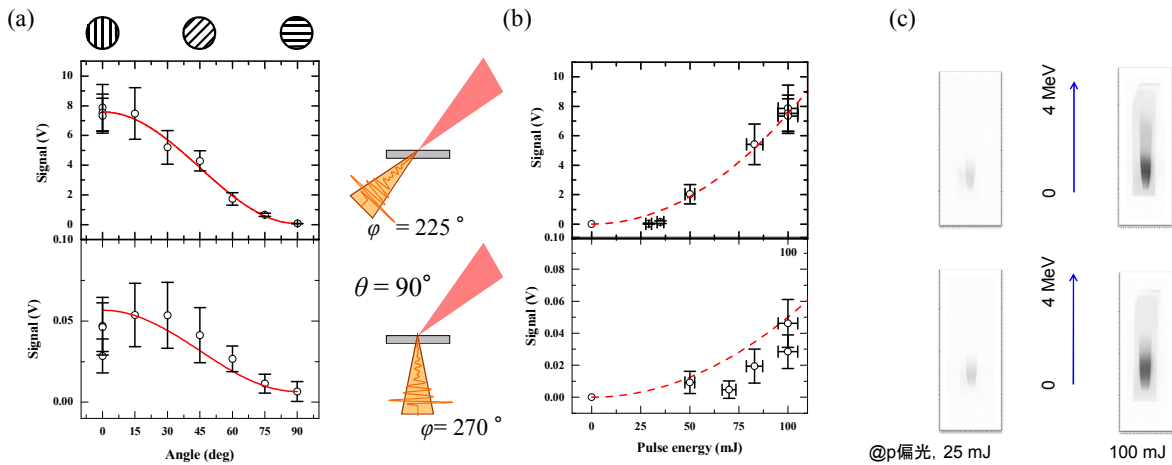 (a)
Signal (V)
10
8
6
4
2
0
φ = 225 °
Signal (V)
0.10
0.05
0.00
0 15 30 45 60 75 90
Angle (deg)
θ = 90°
φ= 270 °
(b)
Signal (V)
10
8
6
4
2
0
Signal (V)
0.10
0.08
0.06
0.04
0.02
0.00
100
0 25 50 75 100
Pulse energy (mJ)
(c)
0 4 MeV
0 4 MeV
@p偏光, 25 mJ
100 mJ